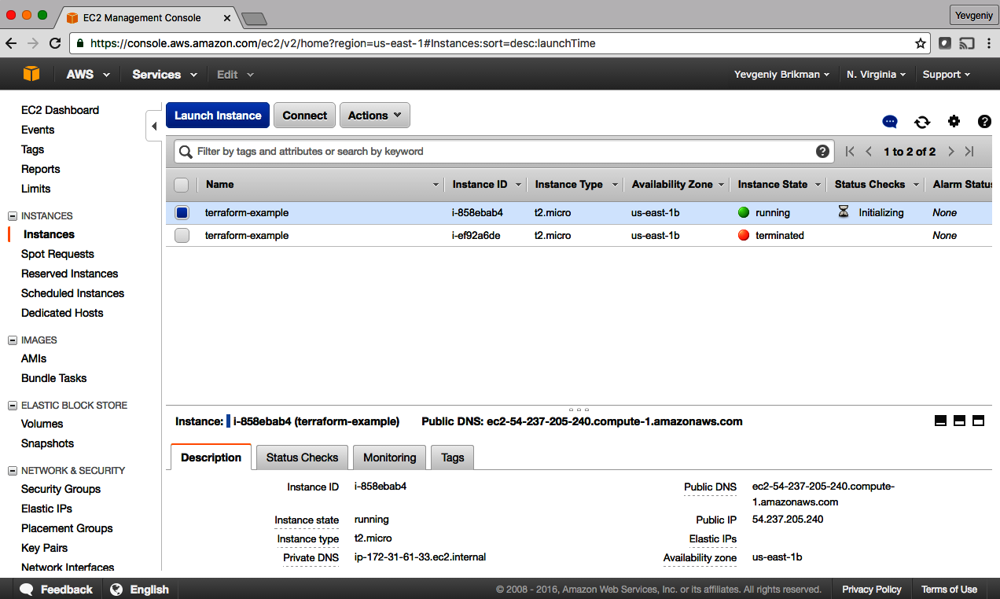 EC2 Management Console
Yevgeniy
https://console.aws.amazon.com/ec2/v2/home?region=us-east-1#Instances:sort=desc:launchTime
AWS Services Edit Yevgeniy Brikman N. Virginia Support
EC2 Dashboard
Events
Tags
Reports
Limits
INSTANCES
Instances
Spot Requests
Reserved Instances
Scheduled Instances
Dedicated Hosts
IMAGES
AMIs
Bundle Tasks
ELASTIC BLOCK STORE
Volumes
Snapshots
NETWORK & SECURITY
Security Groups
Elastic IPs
Placement Groups
Key Pairs
Network Interfaces
Launch Instance Connect Actions
Filter by tags and attributes or search by keyword 1 to 2 of 2
Name Instance ID Instance Type Availability Zone Instance State Status Checks Alarm Status
terraform-example i-858ebab4 t2.micro us-east-1b running Initializing None
terraform-example i-ef92a6de t2.micro us-east-1b terminated None
Instance: i-858ebab4 (terraform-example) Public DNS: ec2-54-237-205-240.compute-1.amazonaws.com
Description Status Checks Monitoring Tags
Instance ID i-858ebab4 Public DNS ec2-54-237-205-240.compute-
1.amazonaws.com
Instance state running Public IP 54.237.205.240
Instance type t2.micro Elastic IPs
Private DNS ip-172-31-61-33.ec2.internal Availability zone us-east-1b
Feedback English © 2008 - 2016, Amazon Web Services, Inc. or its affiliates. All rights reserved. Privacy Policy Terms of Use